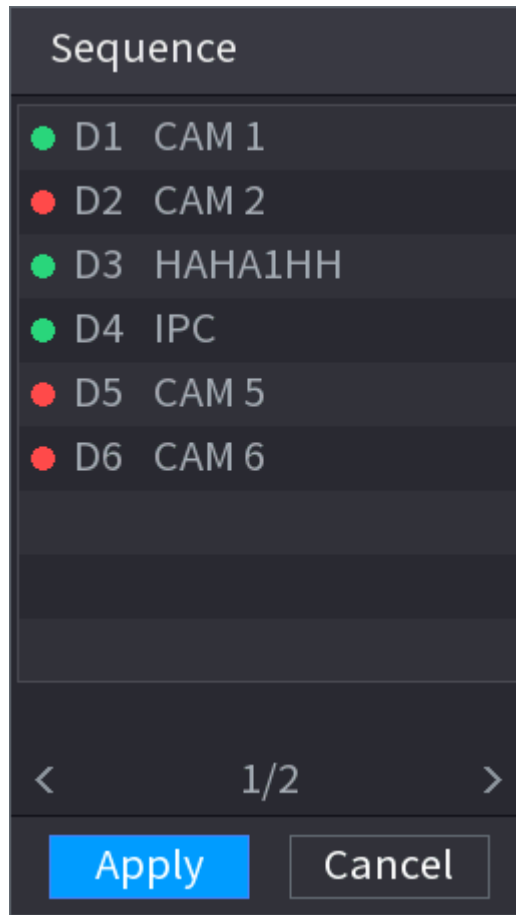 Sequence
D1 CAM 1
D2 CAM 2
D3 HAHA1HH
D4 IPC
D5 CAM 5
D6 CAM 6
< 1/2 >
Apply Cancel